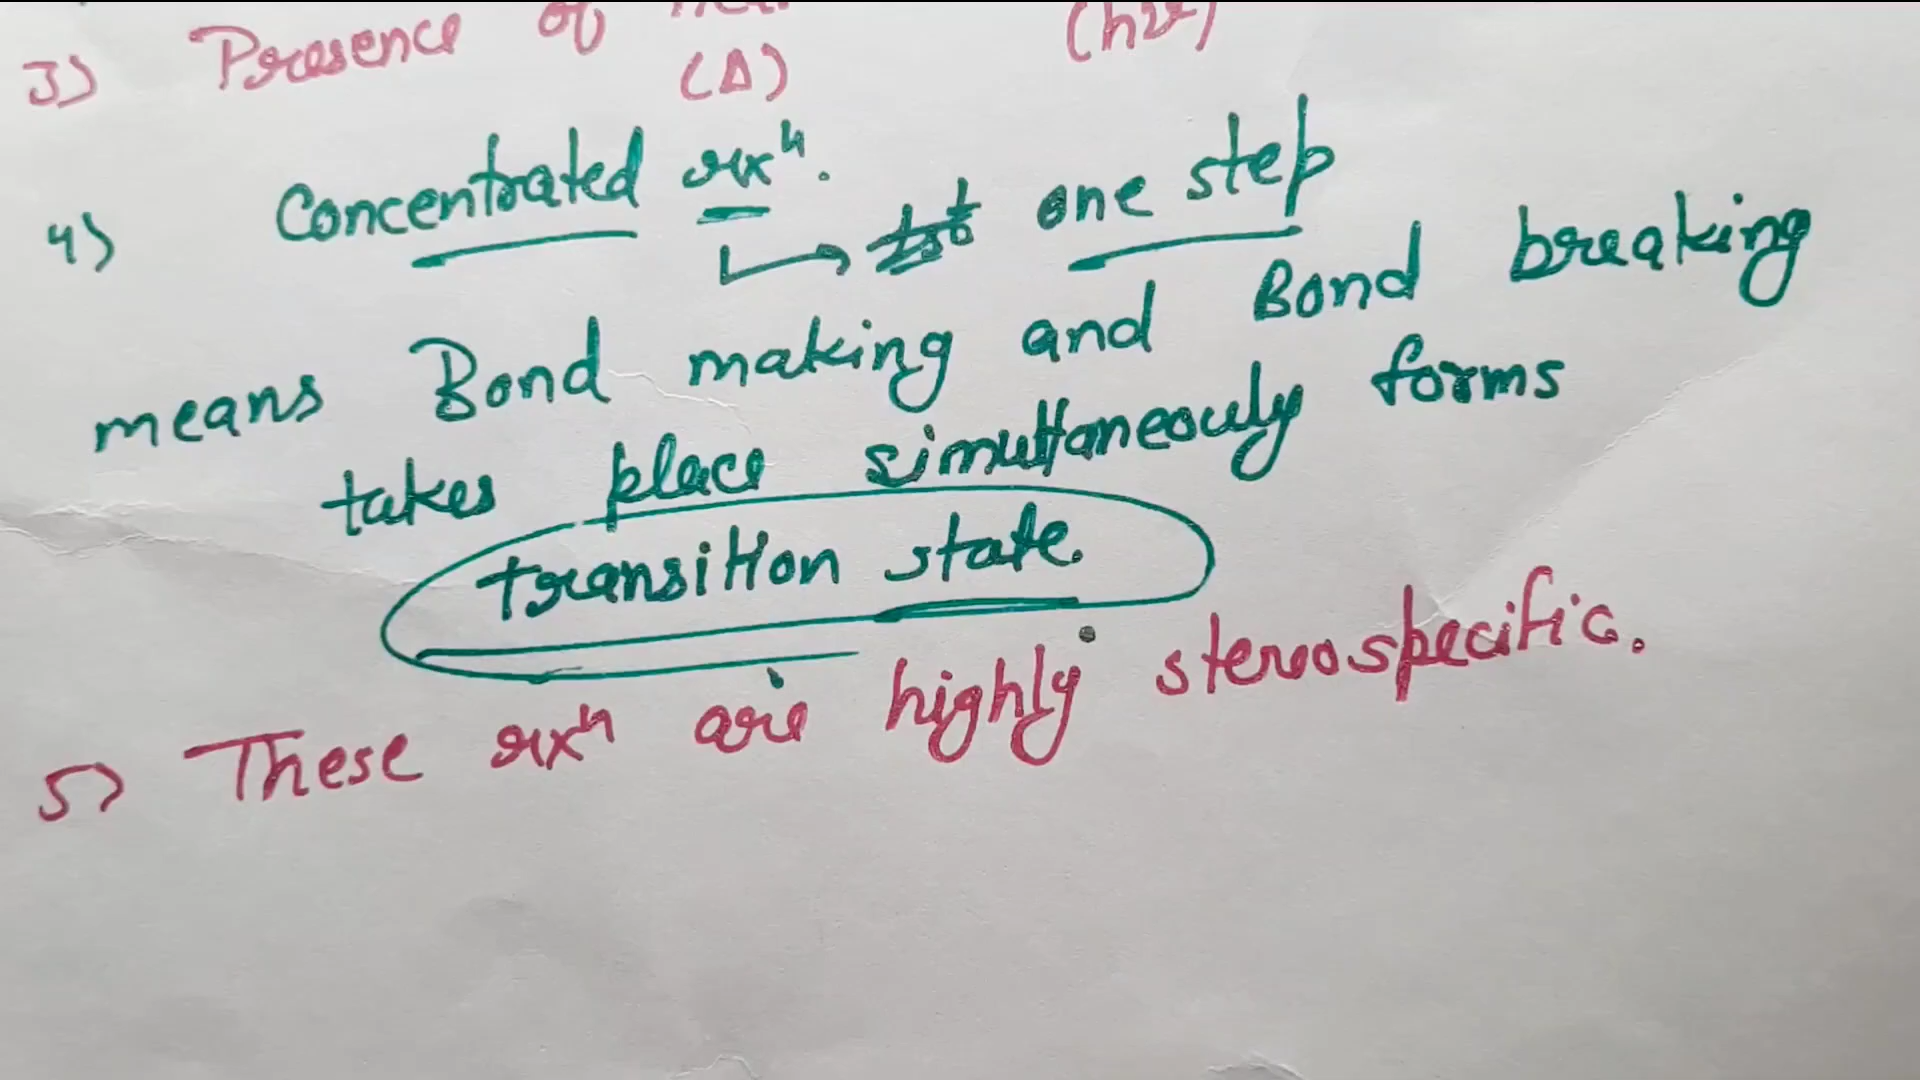 3) Presence of
(Δ) (hν)
4) Concentrated rxn.
↳ one step
means Bond making and Bond breaking
takes place simultaneouly forms
transition state.
5) These rxn are highly stereospecific.